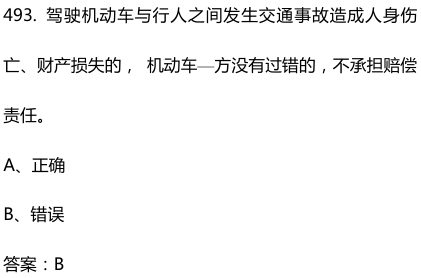 493. 驾驶机动车与行人之间发生交通事故造成人身伤
亡、财产损失的， 机动车—方没有过错的，不承担赔偿
责任。
A、正确
B、错误
答案：B